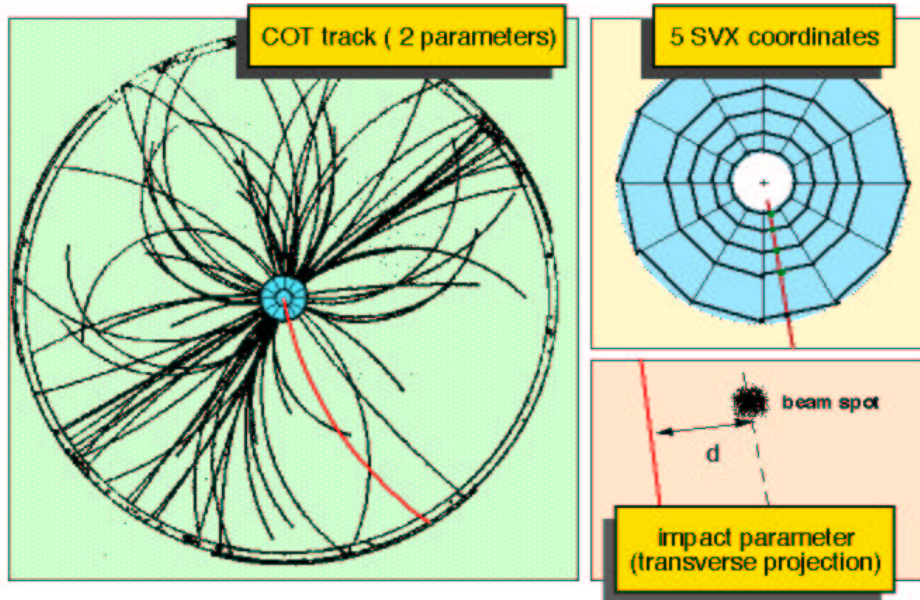 COT track ( 2 parameters)
5 SVX coordinates
beam spot
d
impact parameter
(transverse projection)